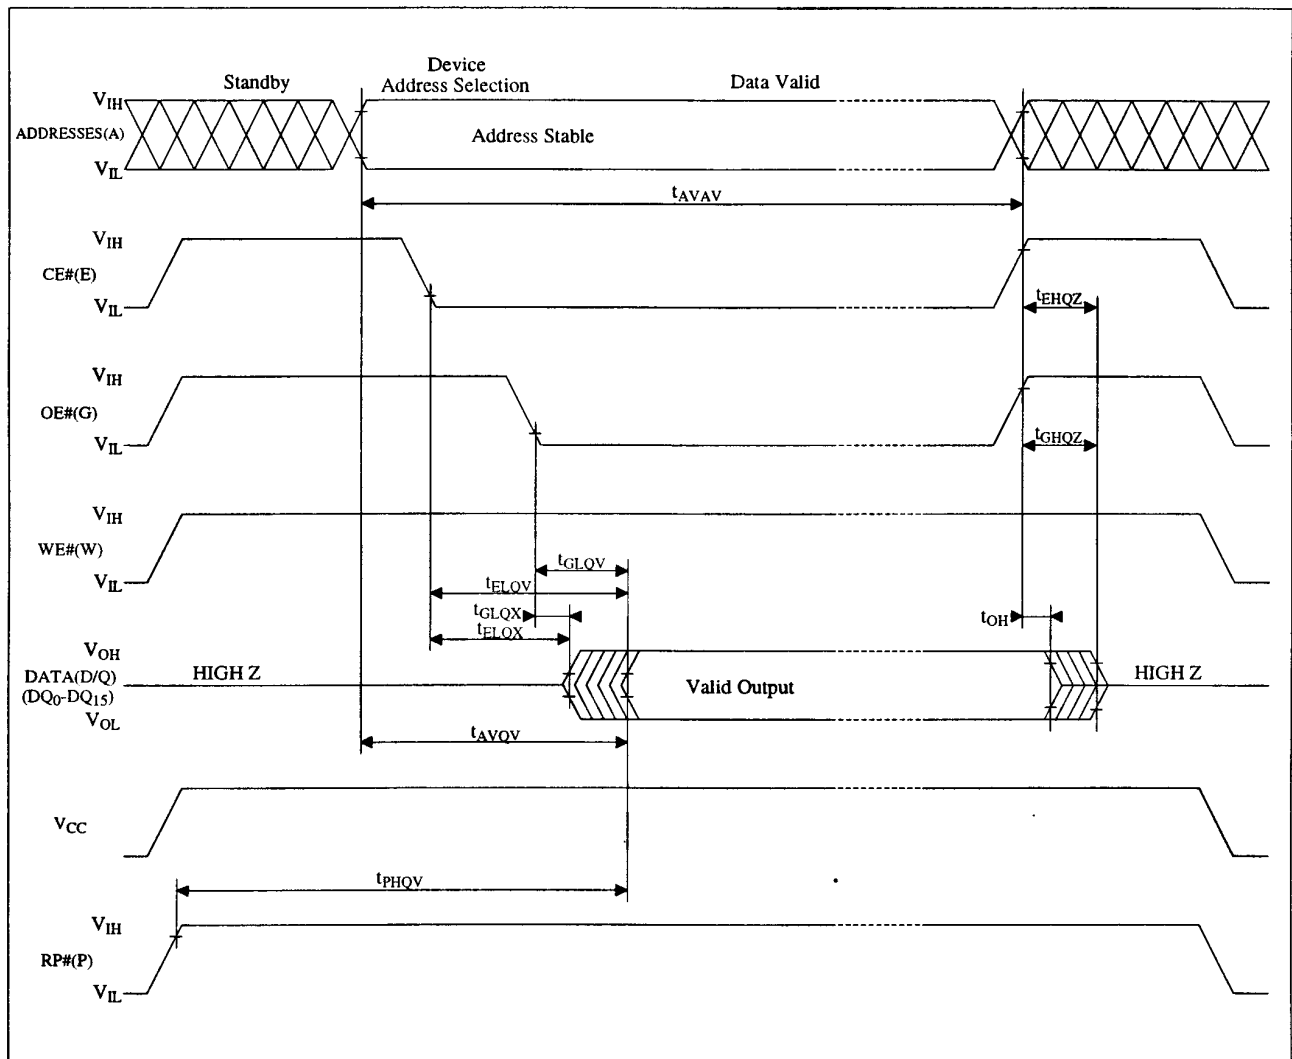 Standby
Device
Address Selection
Data Valid
VIH
ADDRESSES(A)
Address Stable
VIL
tAVAV
VIH
CE#(E)
VIL
tEHQZ
VIH
OE#(G)
VIL
tGHQZ
VIH
WE#(W)
VIL
tGLQV
tELQV
tGLQX
tELQX
tOH
VOH
DATA(D/Q)
(DQ0-DQ15)
VOL
HIGH Z
Valid Output
HIGH Z
tAVQV
VCC
tPHQV
VIH
RP#(P)
VIL